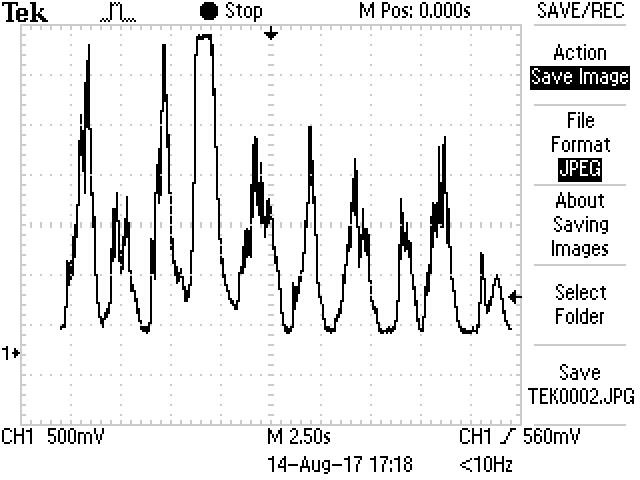 Tek Stop M Pos: 0.000s SAVE/REC
Action
Save Image
File
Format
JPEG
About
Saving
Images
Select
Folder
1
Save
TEK0002.JPG
CH1 500mV M 2.50s CH1 560mV
14-Aug-17 17:18 <10Hz